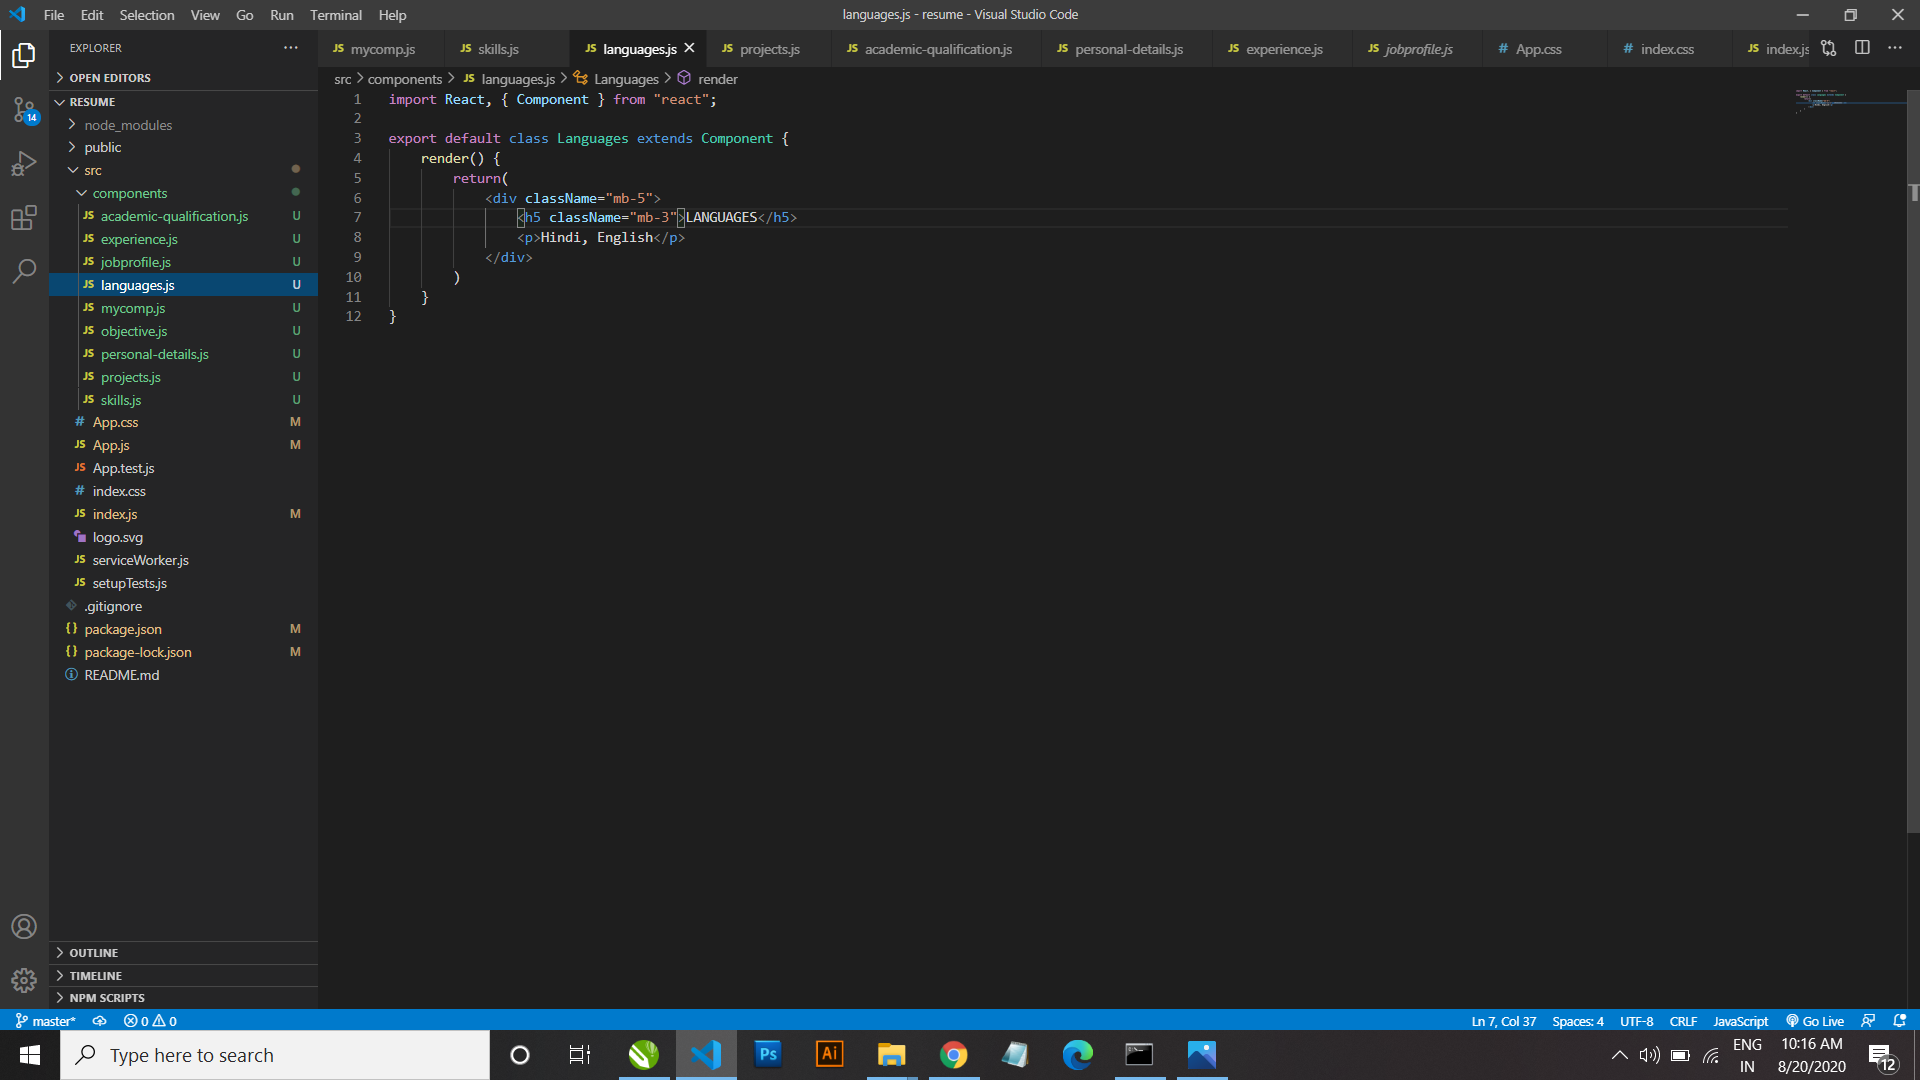 File Edit Selection View Go Run Terminal Help
languages.js - resume - Visual Studio Code
EXPLORER
mycomp.js skills.js languages.js projects.js academic-qualification.js personal-details.js experience.js jobprofile.js App.css index.css index.js
OPEN EDITORS
src > components > languages.js > Languages > render
RESUME
node_modules
public
src
components
academic-qualification.js U
experience.js U
jobprofile.js U
languages.js U
mycomp.js U
objective.js U
personal-details.js U
projects.js U
skills.js U
App.css M
App.js M
App.test.js
index.css
index.js M
logo.svg
serviceWorker.js
setupTests.js
.gitignore
package.json M
package-lock.json M
README.md
OUTLINE
TIMELINE
NPM SCRIPTS
14
1 import React, { Component } from "react";
2
3 export default class Languages extends Component {
4 render() {
5 return(
6 <div className="mb-5">
7 <h5 className="mb-3">LANGUAGES</h5>
8 <p>Hindi, English</p>
9 </div>
10 )
11 }
12 }
master* 0 0
Ln 7, Col 37 Spaces: 4 UTF-8 CRLF JavaScript Go Live
Type here to search
Ps Ai
ENG
IN
10:16 AM
8/20/2020
12